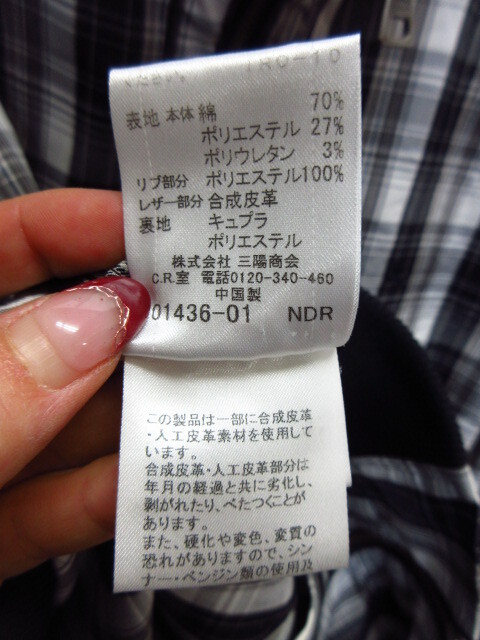 ください。 TRO-10
表地 本体 綿 70%
ポリエステル 27%
ポリウレタン 3%
リブ部分 ポリエステル100%
レザー部分 合成皮革
裏地 キュプラ
ポリエステル
株式会社 三陽商会
C.R.室 電話0120-340-460
中国製
01436-01 NDR
この製品は一部に合成皮革
・人工皮革素材を使用して
います。
合成皮革・人工皮革部分は
年月の経過と共に劣化し、
剥がれたり、べたつくことが
あります。
また、硬化や変色、変質の
恐れがありますので、シン
ナー・ベンジン類の使用及